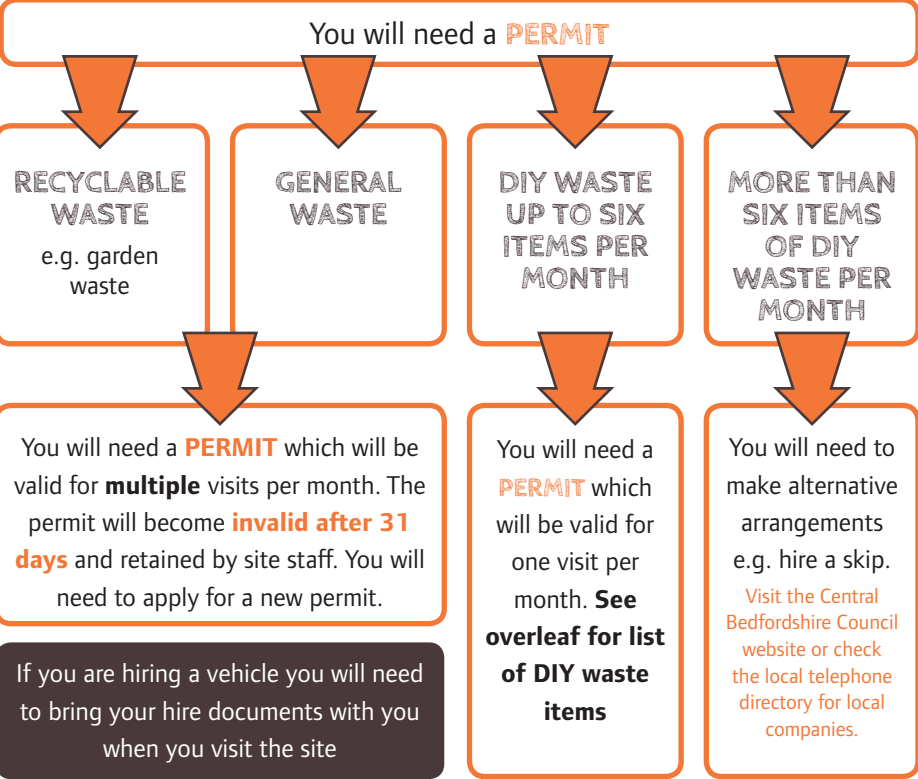 You will need a PERMIT
RECYCLABLE
WASTE
e.g. garden
waste
GENERAL
WASTE
DIY WASTE
UP TO SIX
ITEMS PER
MONTH
MORE THAN
SIX ITEMS
OF DIY
WASTE PER
MONTH
You will need a PERMIT which will be
valid for multiple visits per month. The
permit will become invalid after 31
days and retained by site staff. You will
need to apply for a new permit.
If you are hiring a vehicle you will need
to bring your hire documents with you
when you visit the site
You will need a
PERMIT which
will be valid for
one visit per
month. See
overleaf for list
of DIY waste
items
You will need to
make alternative
arrangements
e.g. hire a skip.
Visit the Central
Bedfordshire Council
website or check
the local telephone
directory for local
companies.